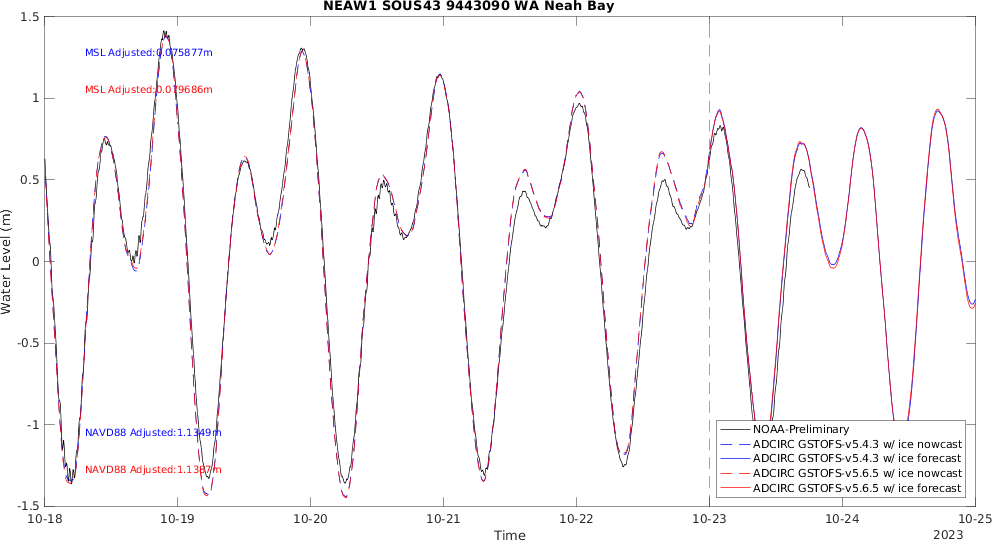 NEAW1 SOUS43 9443090 WA Neah Bay
1.5
1
0.5
0
-0.5
-1
-1.5
Water Level (m)
MSL Adjusted:0.075877m
MSL Adjusted:0.079686m
NAVD88 Adjusted:1.1349m
NAVD88 Adjusted:1.1387m
NOAA-Preliminary
ADCIRC GSTOFS-v5.4.3 w/ ice nowcast
ADCIRC GSTOFS-v5.4.3 w/ ice forecast
ADCIRC GSTOFS-v5.6.5 w/ ice nowcast
ADCIRC GSTOFS-v5.6.5 w/ ice forecast
10-18 10-19 10-20 10-21 10-22 10-23 10-24 10-25
Time
2023